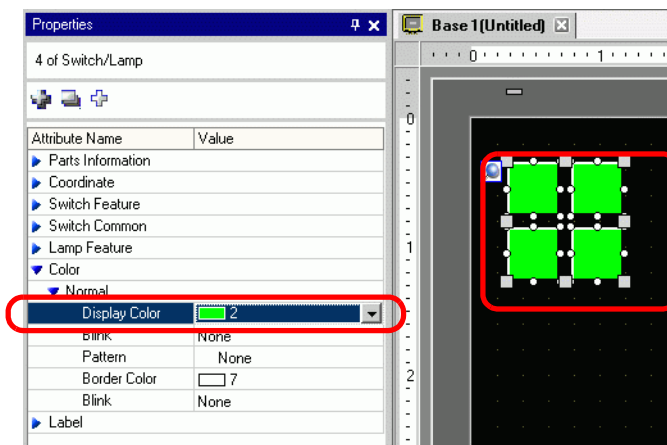 Properties
4 of Switch/Lamp
Attribute Name Value
Parts Information
Coordinate
Switch Feature
Switch Common
Lamp Feature
Color
Normal
Display Color 2
Blink None
Pattern None
Border Color 7
Blink None
Label
Base 1(Untitled)
0 1
0
1
2